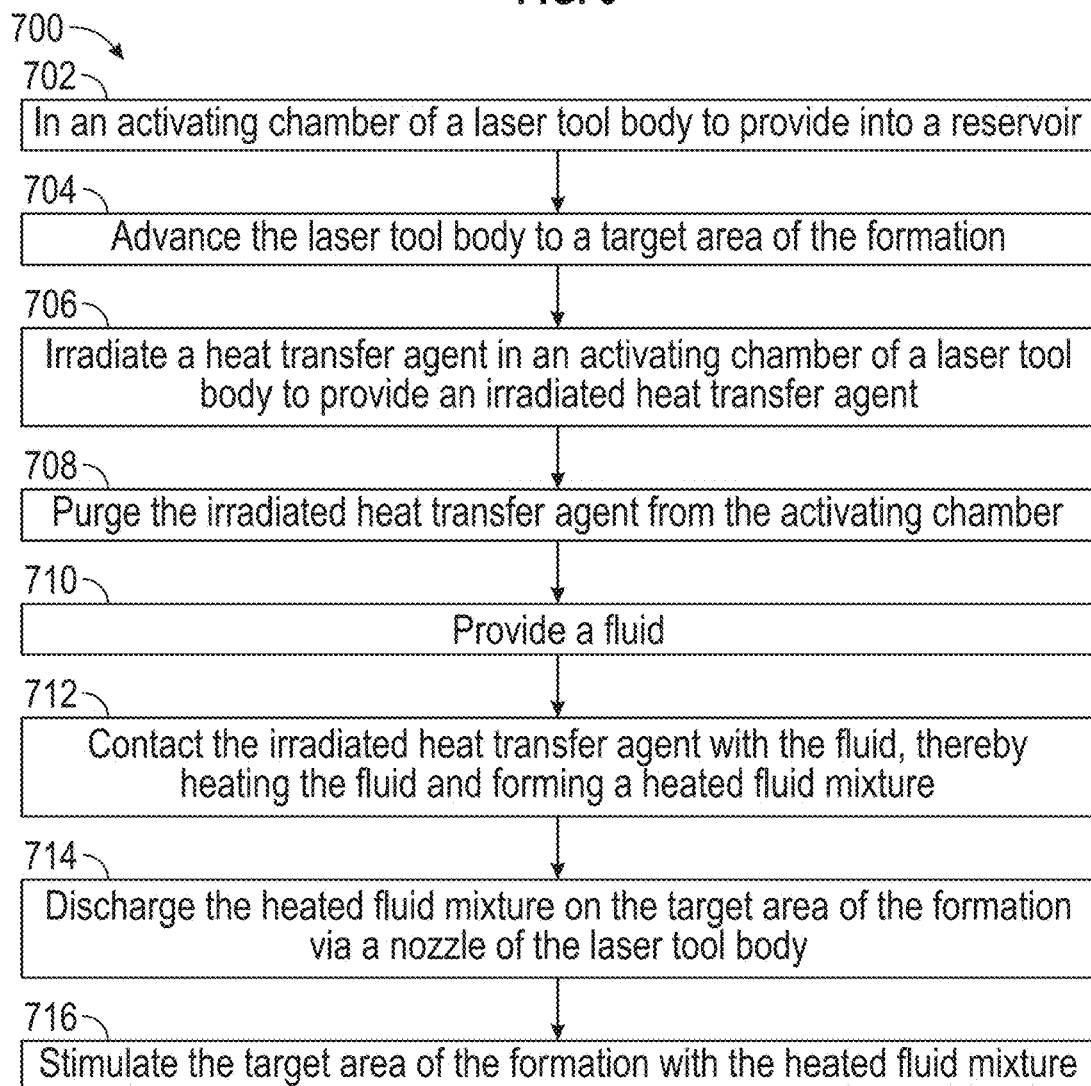 700
702
In an activating chamber of a laser tool body to provide into a reservoir
704
Advance the laser tool body to a target area of the formation
706
Irradiate a heat transfer agent in an activating chamber of a laser tool
body to provide an irradiated heat transfer agent
708
Purge the irradiated heat transfer agent from the activating chamber
710
Provide a fluid
712
Contact the irradiated heat transfer agent with the fluid, thereby
heating the fluid and forming a heated fluid mixture
714
Discharge the heated fluid mixture on the target area of the formation
via a nozzle of the laser tool body
716
Stimulate the target area of the formation with the heated fluid mixture